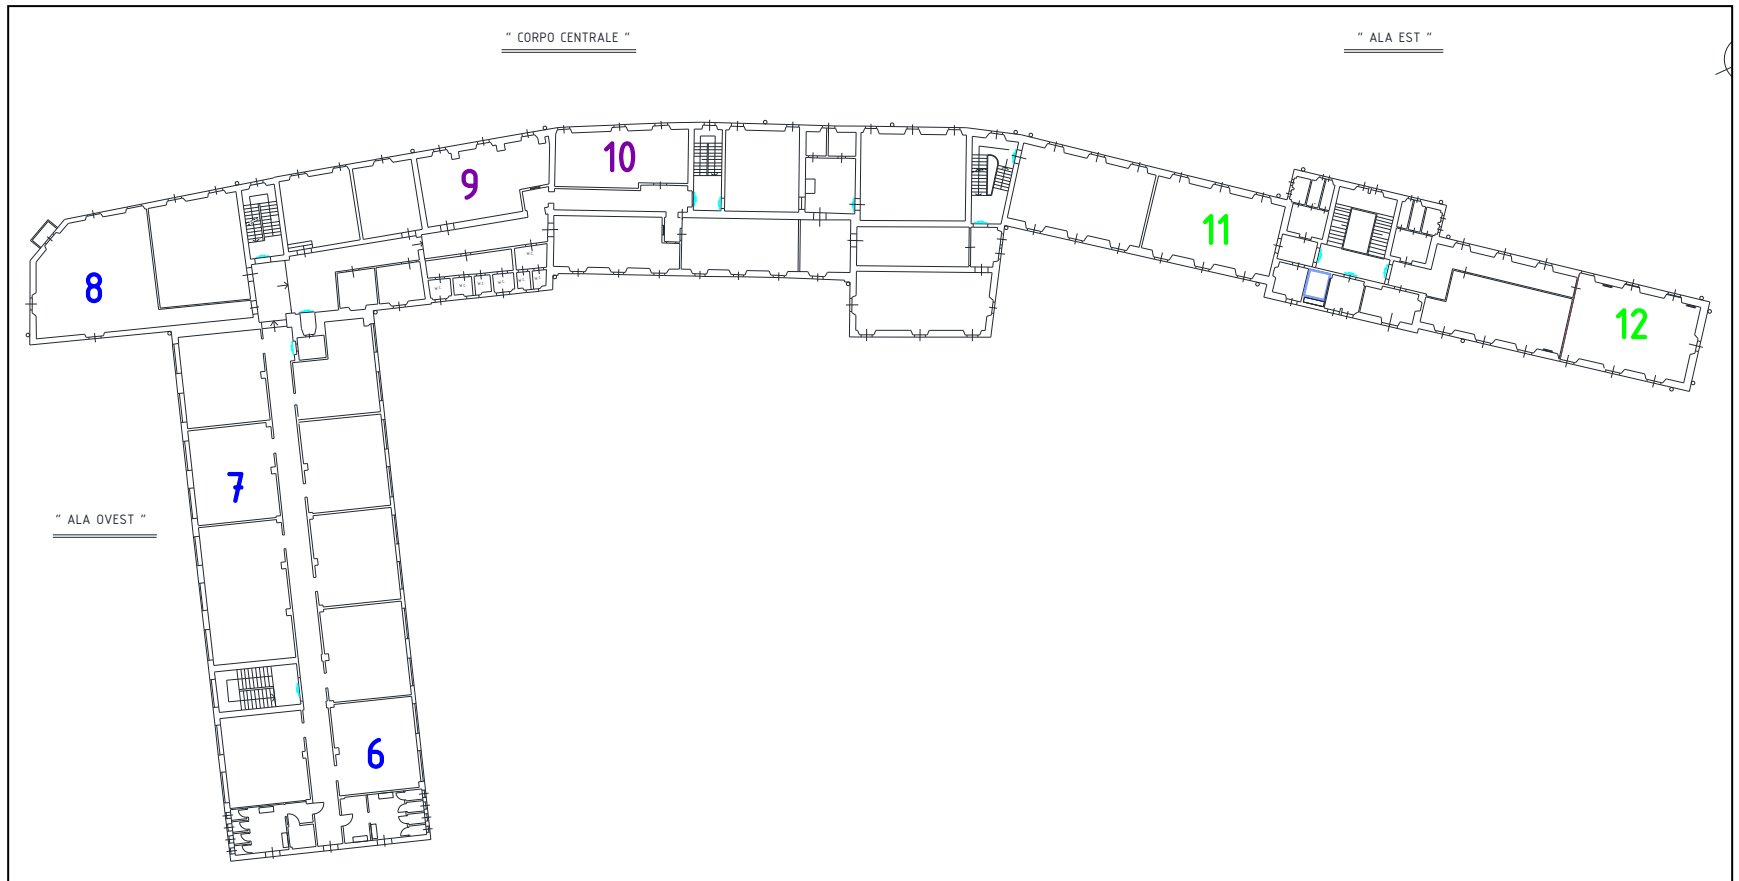 " CORPO CENTRALE "
" ALA EST "
10
9
11
8
12
7
" ALA OVEST "
6